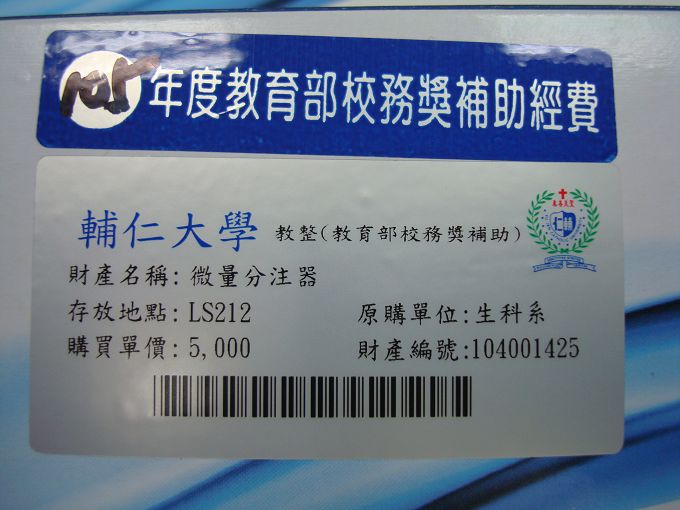 105年度教育部校務獎補助經費
輔仁大學 教整(教育部校務獎補助)
財產名稱: 微量分注器
存放地點: LS212 原購單位:生科系
購買單價: 5,000 財產編號:104001425